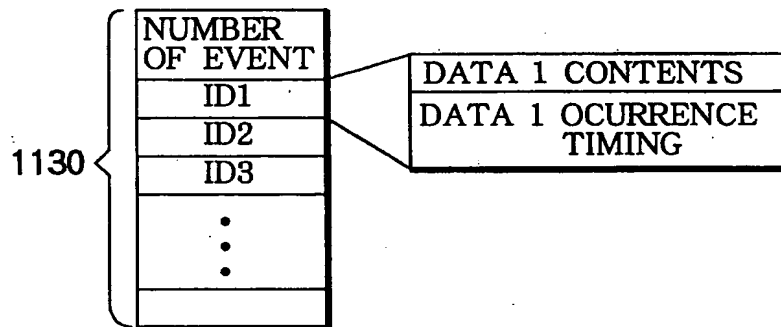 NUMBER
OF EVENT
ID1
ID2
ID3
1130
DATA 1 CONTENTS
DATA 1 OCURRENCE
TIMING